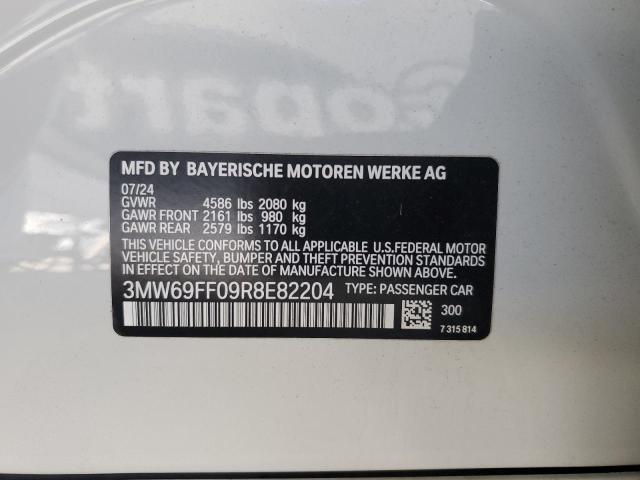 Copart
MFD BY BAYERISCHE MOTOREN WERKE AG
07/24
GVWR 4586 lbs 2080 kg
GAWR FRONT 2161 lbs 980 kg
GAWR REAR 2579 lbs 1170 kg
THIS VEHICLE CONFORMS TO ALL APPLICABLE U.S.FEDERAL MOTOR
VEHICLE SAFETY, BUMPER AND THEFT PREVENTION STANDARDS
IN EFFECT ON THE DATE OF MANUFACTURE SHOWN ABOVE.
3MW69FF09R8E82204 TYPE: PASSENGER CAR
300
7 315 814